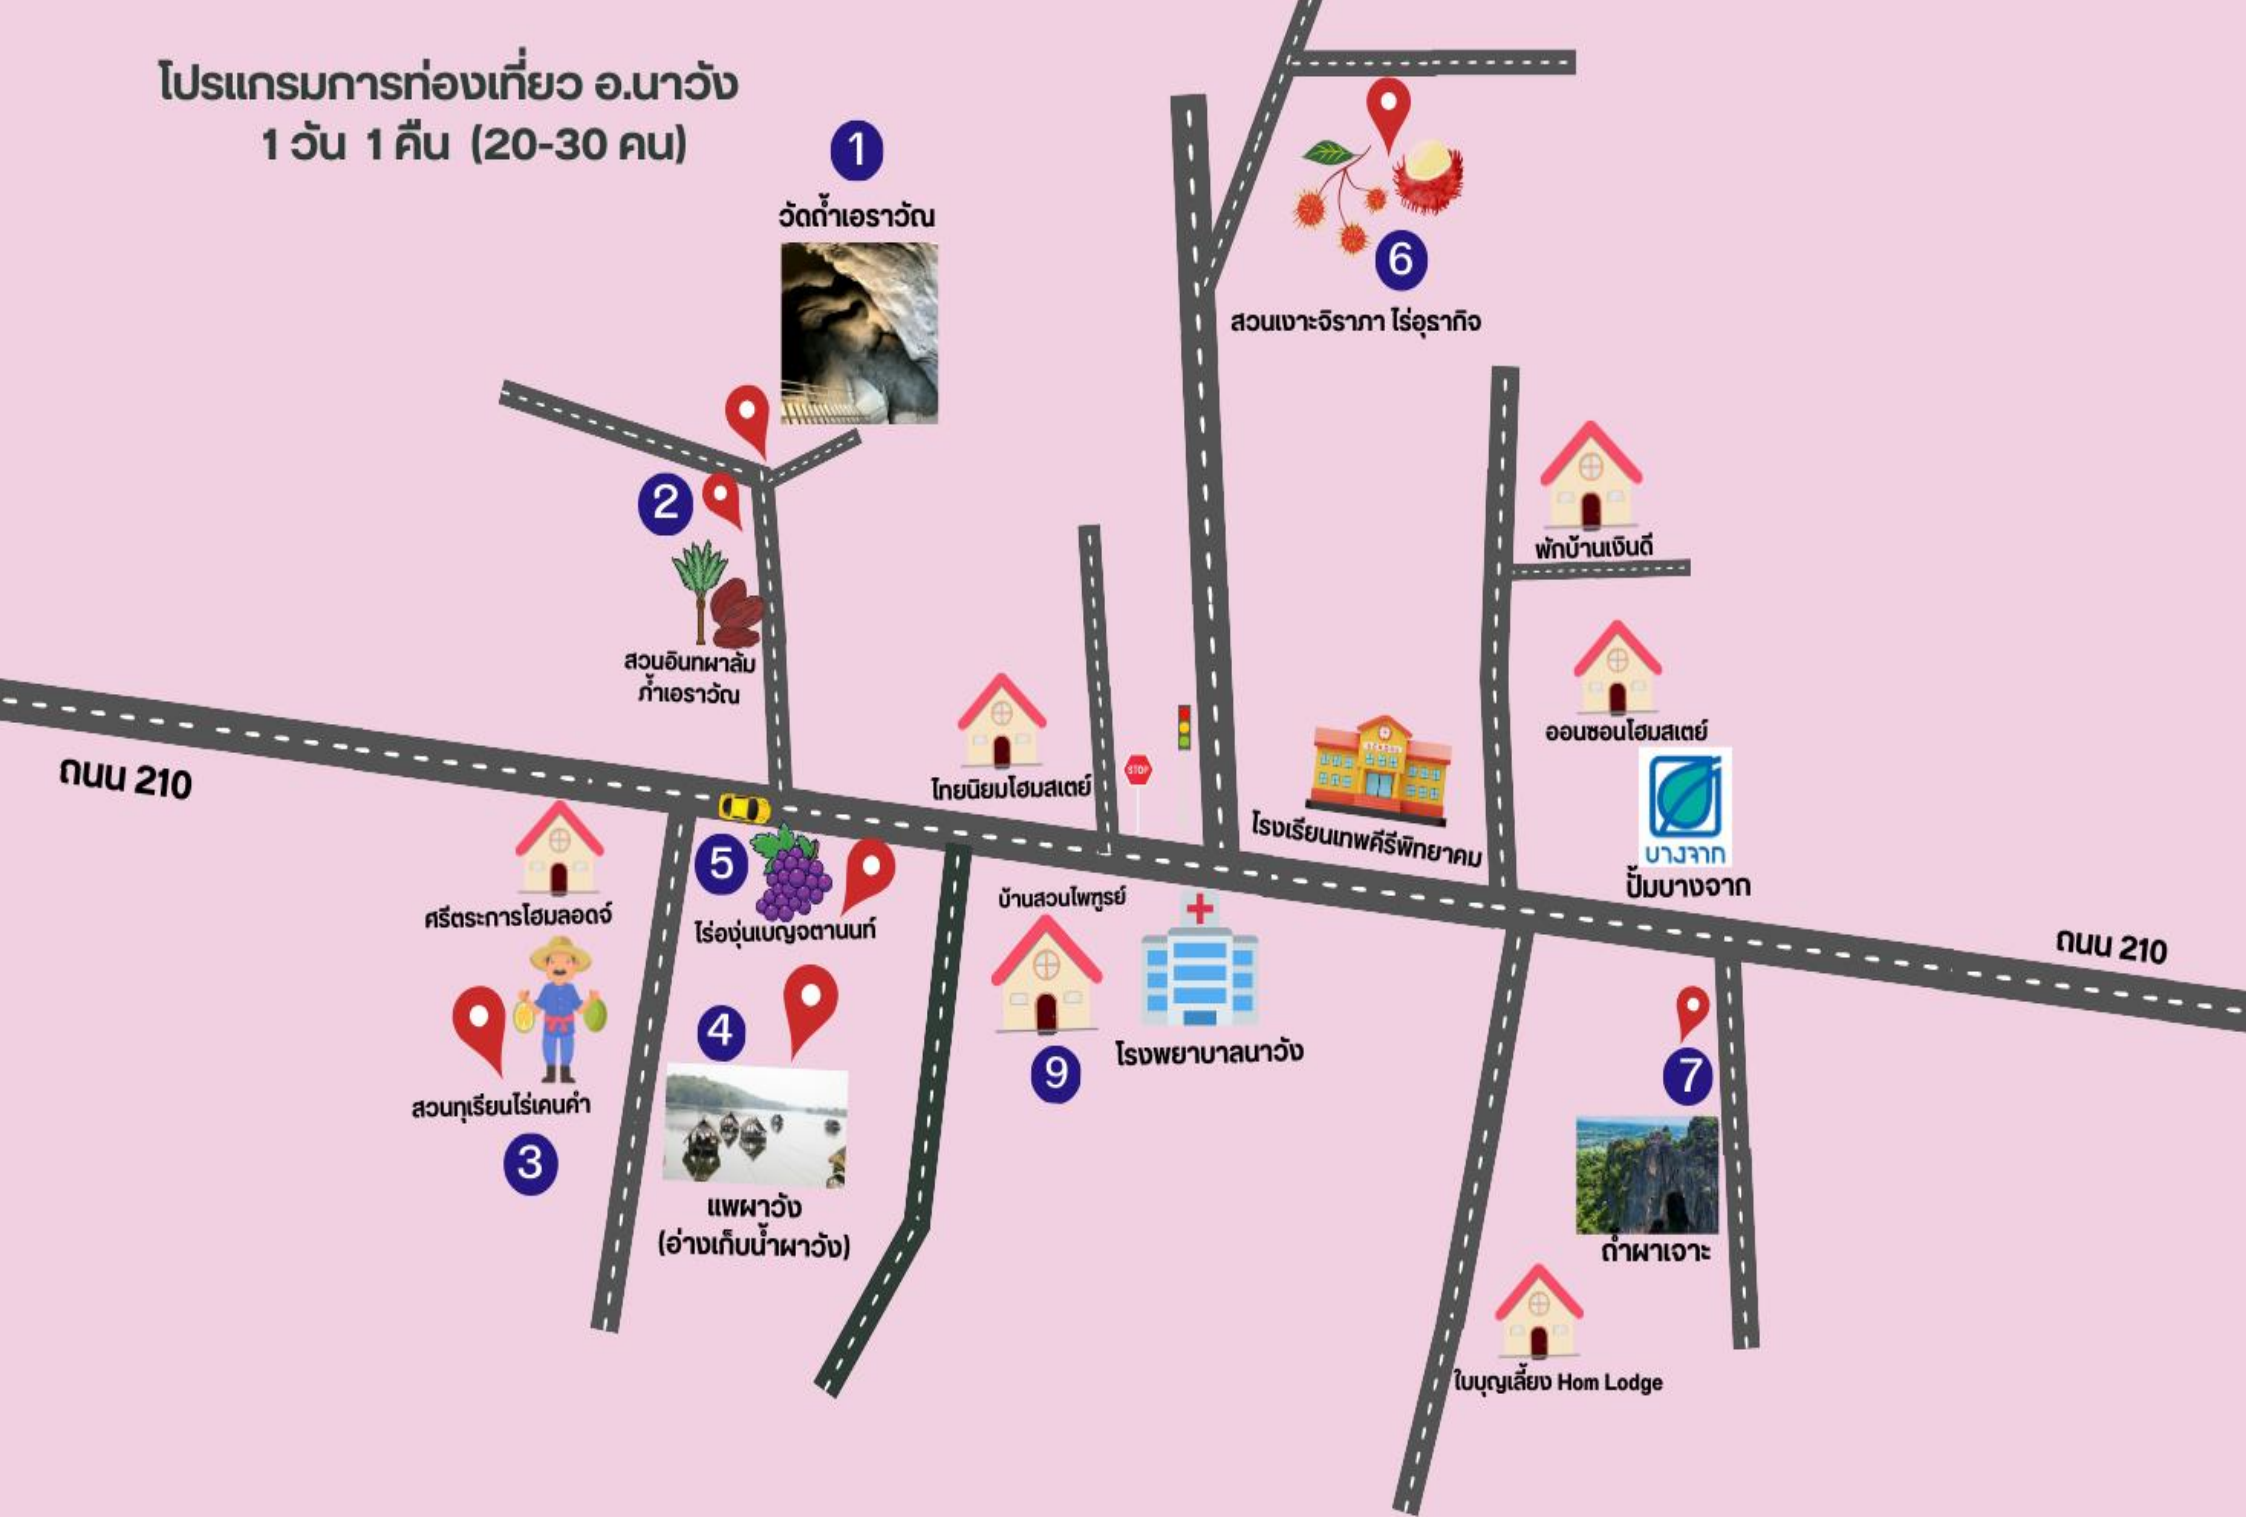 โปรแกรมการท่องเที่ยว อ.นาวัง
1 วัน 1 คืน (20-30 คน)
1
วัดถ้ำเอราวัณ
6
สวนเงาะจิราภา ไร่อุรากิจ
2
สวนอินทผาลัม
ภ้ำเอราวัณ
พักบ้านเงินดี
ออนซอนโฮมสเตย์
บางจาก
ปั้มบางจาก
ไทยนิยมโฮมสเตย์
STOP
SCHOOL
โรงเรียนเทพคีรีพิทยาคม
ถนน 210
ศรีตระการโฮมลอดจ์
5
ไร่องุ่นเบญจตานนท์
บ้านสวนไพฑูรย์
9
โรงพยาบาลนาวัง
ถนน 210
สวนทุเรียนไร่เคนคำ
3
4
แพผาวัง
(อ่างเก็บน้ำผาวัง)
7
ถ้ำผาเจาะ
ใบบุญเลี้ยง Hom Lodge